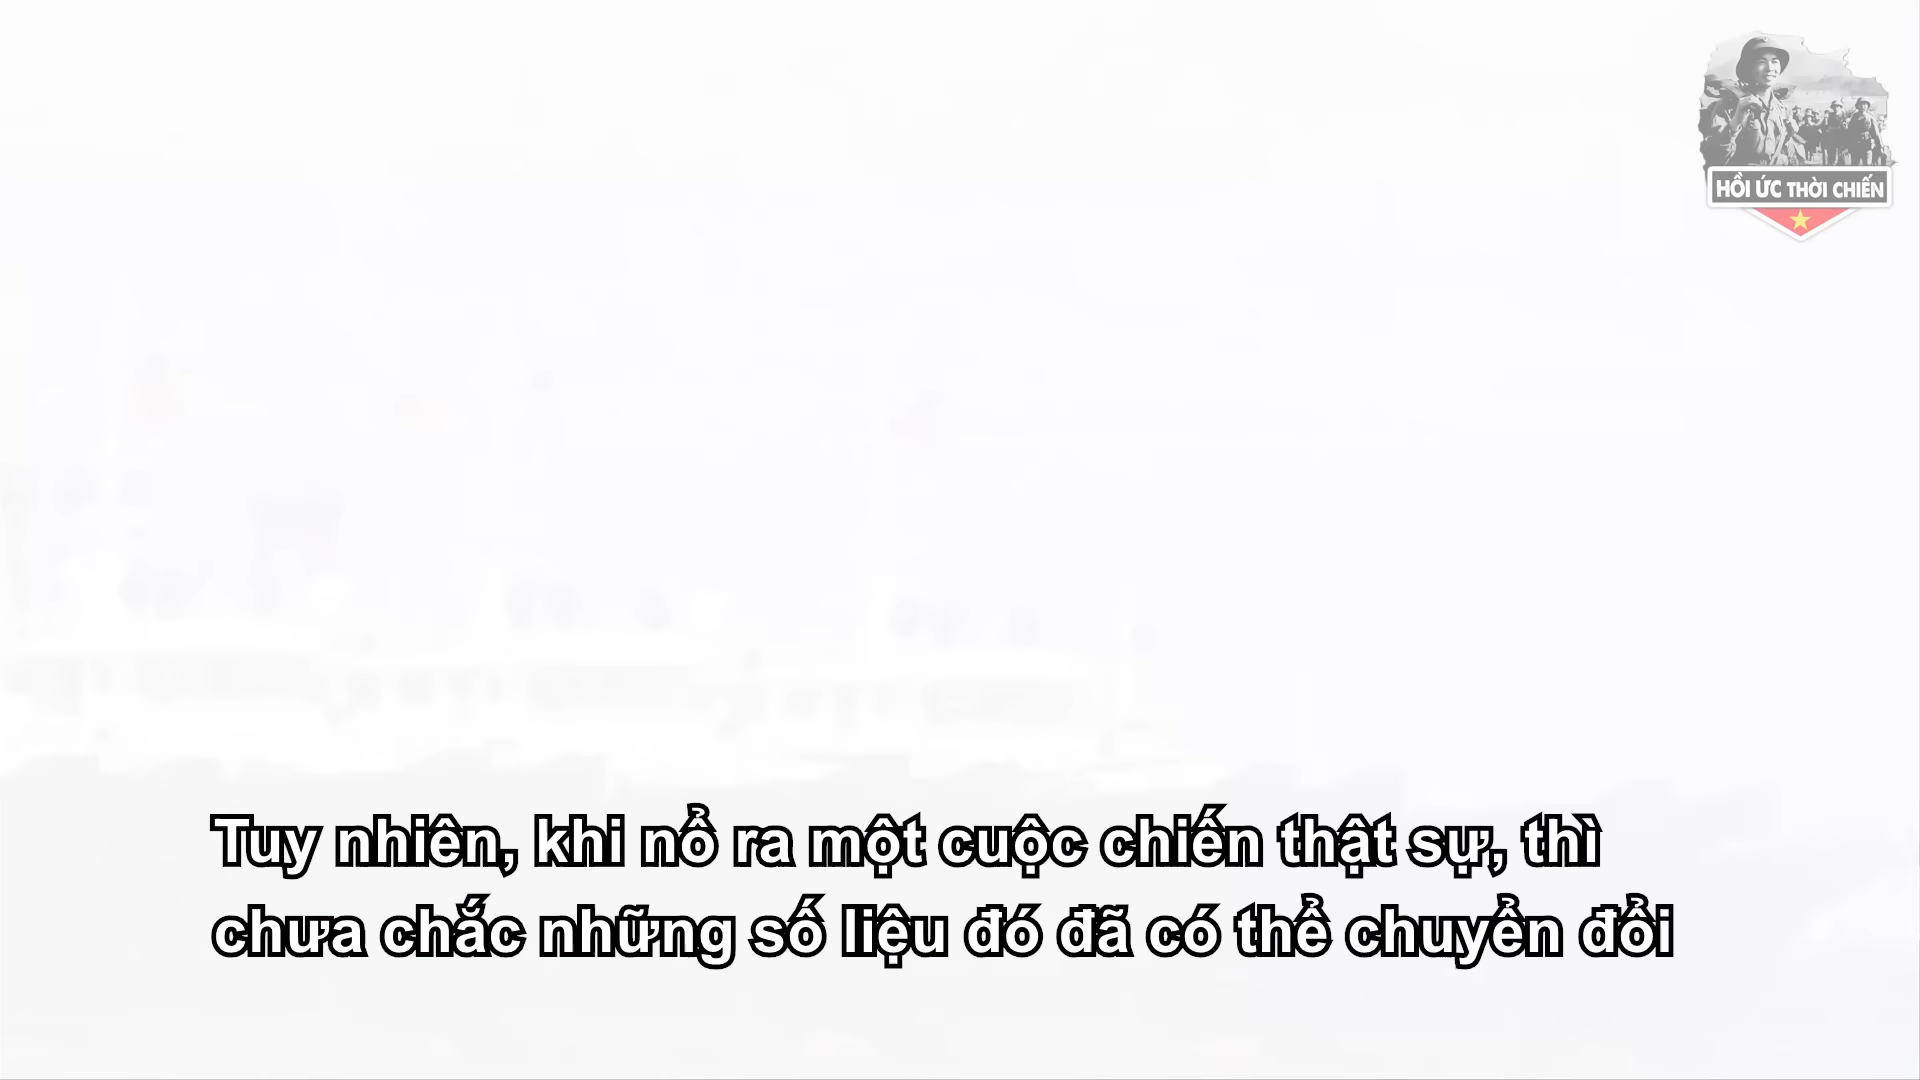 HỒI ỨC THỜI CHIẾN
Tuy nhiên, khi nổ ra một cuộc chiến thật sự, thì
chưa chắc những số liệu đó đã có thể chuyển đổi